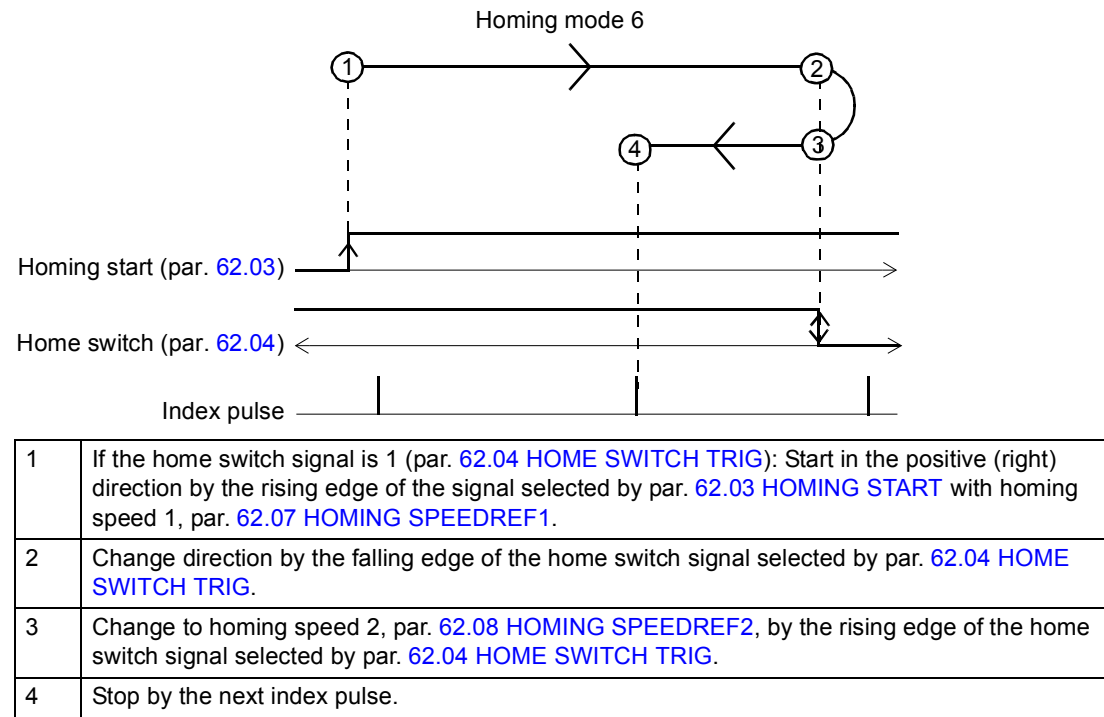 Homing mode 6
1
2
4
3
Homing start (par. 62.03)
Home switch (par. 62.04)
Index pulse
1 If the home switch signal is 1 (par. 62.04 HOME SWITCH TRIG): Start in the positive (right)
direction by the rising edge of the signal selected by par. 62.03 HOMING START with homing
speed 1, par. 62.07 HOMING SPEEDREF1.
2 Change direction by the falling edge of the home switch signal selected by par. 62.04 HOME
SWITCH TRIG.
3 Change to homing speed 2, par. 62.08 HOMING SPEEDREF2, by the rising edge of the home
switch signal selected by par. 62.04 HOME SWITCH TRIG.
4 Stop by the next index pulse.